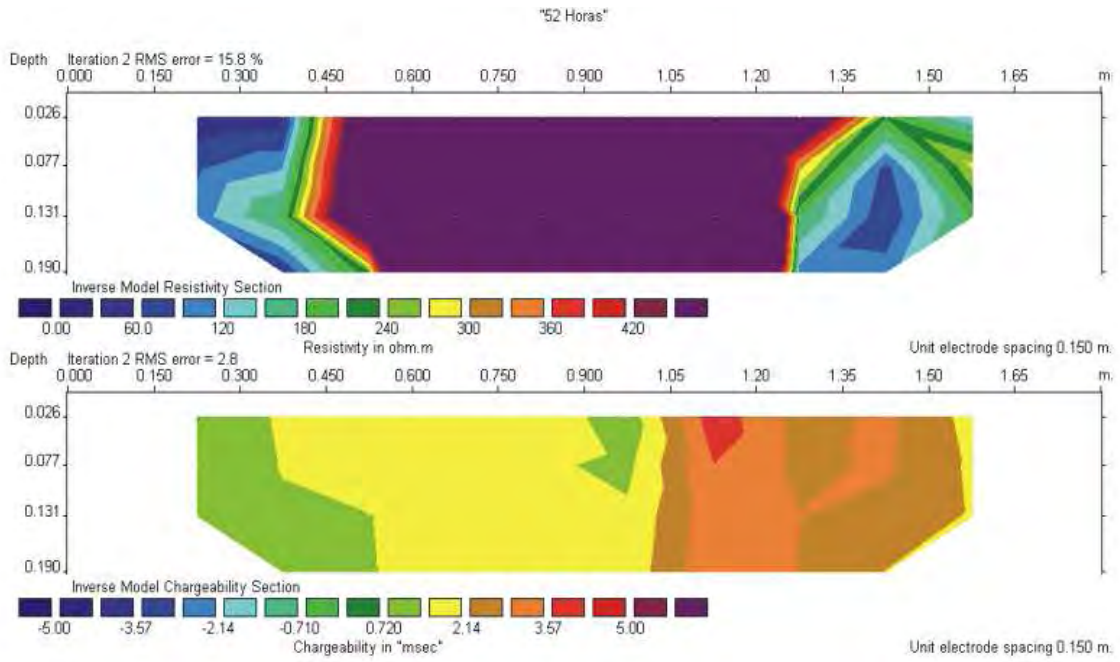 "52 Horas"
Depth Iteration 2 RMS error = 15.8 %
0.000 0.150 0.300 0.450 0.600 0.750 0.900 1.05 1.20 1.35 1.50 1.65 m.
0.026
0.077
0.131
0.190
Inverse Model Resistivity Section
0.00 60.0 120 180 240 300 360 420
Resistivity in ohm.m
Unit electrode spacing 0.150 m.
Depth Iteration 2 RMS error = 2.8
0.000 0.150 0.300 0.450 0.600 0.750 0.900 1.05 1.20 1.35 1.50 1.65 m.
0.026
0.077
0.131
0.190
Inverse Model Chargeability Section
-5.00 -3.57 -2.14 -0.710 0.720 2.14 3.57 5.00
Chargeability in "msec"
Unit electrode spacing 0.150 m.